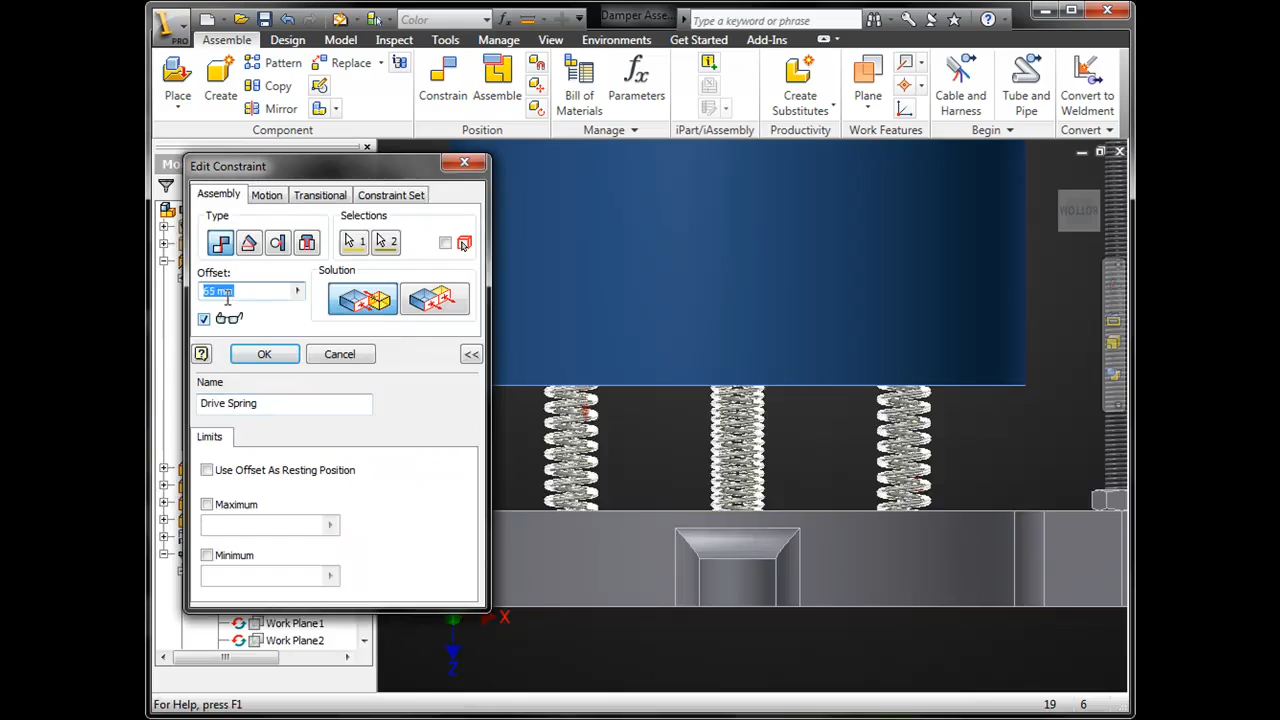 Color
Damper Asse...
Type a keyword or phrase
PRO
Assemble Design Model Inspect Tools Manage View Environments Get Started Add-Ins
Place
Create
Pattern
Copy
Mirror
Replace
Component
Constrain
Assemble
Position
Bill of Materials
fx
Parameters
Manage
iPart/iAssembly
Create Substitutes
Productivity
Plane
Work Features
Cable and Harness
Tube and Pipe
Begin
Convert to Weldment
Convert
Mo
Edit Constraint
Assembly Motion Transitional Constraint Set
Type
Selections
1 2
Offset:
Solution
OK Cancel <<
Name
Drive Spring
Limits
Use Offset As Resting Position
Maximum
Minimum
Work Plane1
Work Plane2
BOTTOM
X
Z
For Help, press F1 19 6